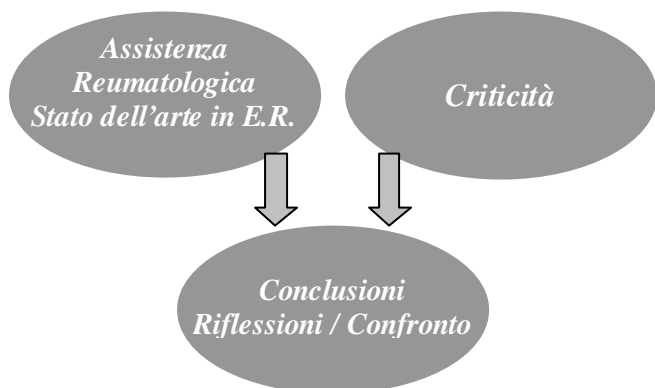 Assistenza
Reumatologica
Stato dell'arte in E.R.
Criticità
Conclusioni
Riflessioni / Confronto